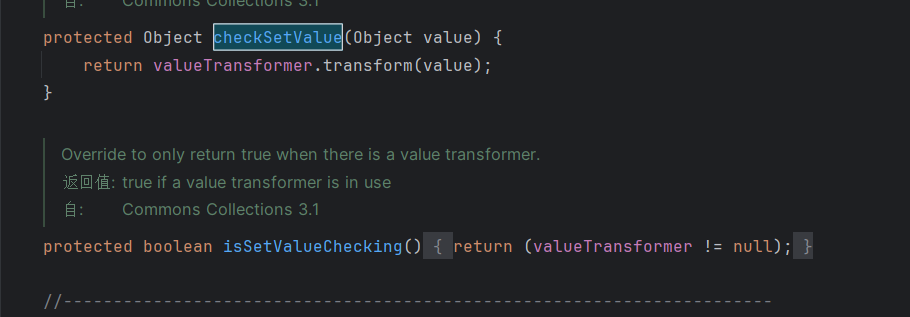 自: Commons Collections 3.1
protected Object checkSetValue(Object value) {
return valueTransformer.transform(value);
}
Override to only return true when there is a value transformer.
返回值: true if a value transformer is in use
自: Commons Collections 3.1
protected boolean isSetValueChecking() { return (valueTransformer != null); }
//-----------------------------------------------------------------------